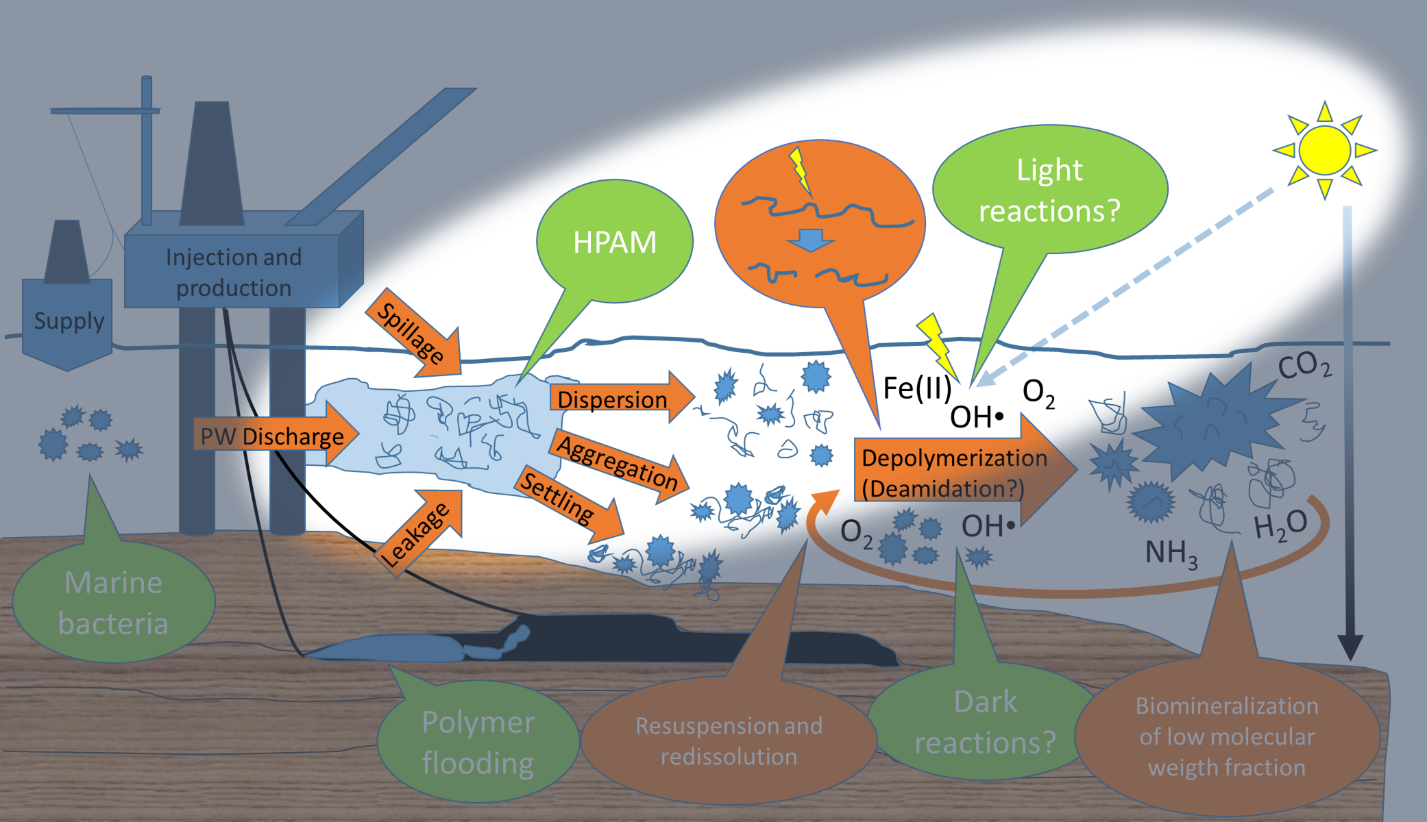 Injection and
production
Supply
HPAM
Light
reactions?
Spillage
PW Discharge
Leakage
Dispersion
Aggregation
Settling
Fe(II)
OH•
O₂
Depolymerization
(Deamidation?)
O₂
OH•
CO₂
H₂O
NH₃
Marine
bacteria
Polymer
flooding
Resuspension and
redissolution
Dark
reactions?
Biomineralization
of low molecular
weigth fraction